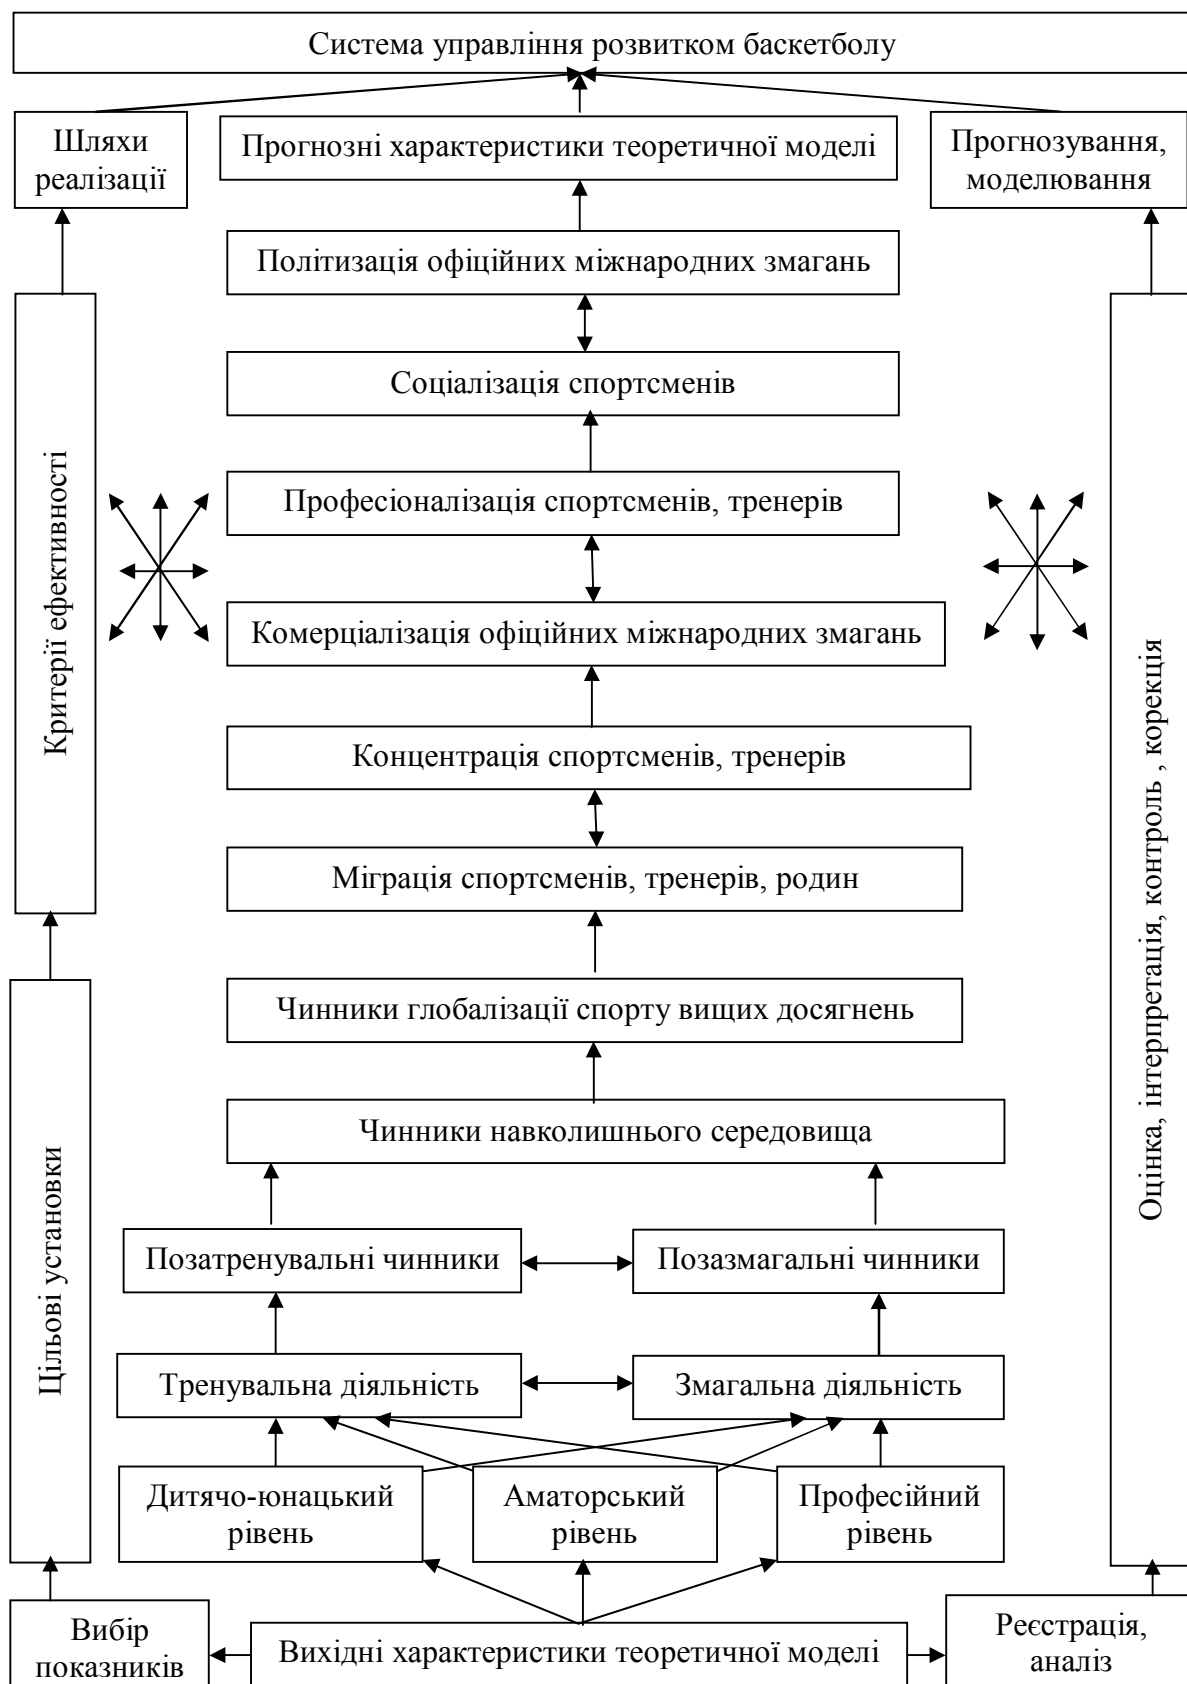 Система управління розвитком баскетболу
Шляхи
реалізації
Прогнозні характеристики теоретичної моделі
Прогнозування,
моделювання
Політизація офіційних міжнародних змагань
Соціалізація спортсменів
Професіоналізація спортсменів, тренерів
Комерціалізація офіційних міжнародних змагань
Критерії ефективності
Концентрація спортсменів, тренерів
Міграція спортсменів, тренерів, родин
Оцінка, інтерпретація, контроль , корекція
Чинники глобалізації спорту вищих досягнень
Чинники навколишнього середовища
Цільові установки
Позатренувальні чинники
Позазмагальні чинники
Тренувальна діяльність
Змагальна діяльність
Дитячо-юнацький
рівень
Аматорський
рівень
Професійний
рівень
Вибір
показників
Вихідні характеристики теоретичної моделі
Реєстрація,
аналіз